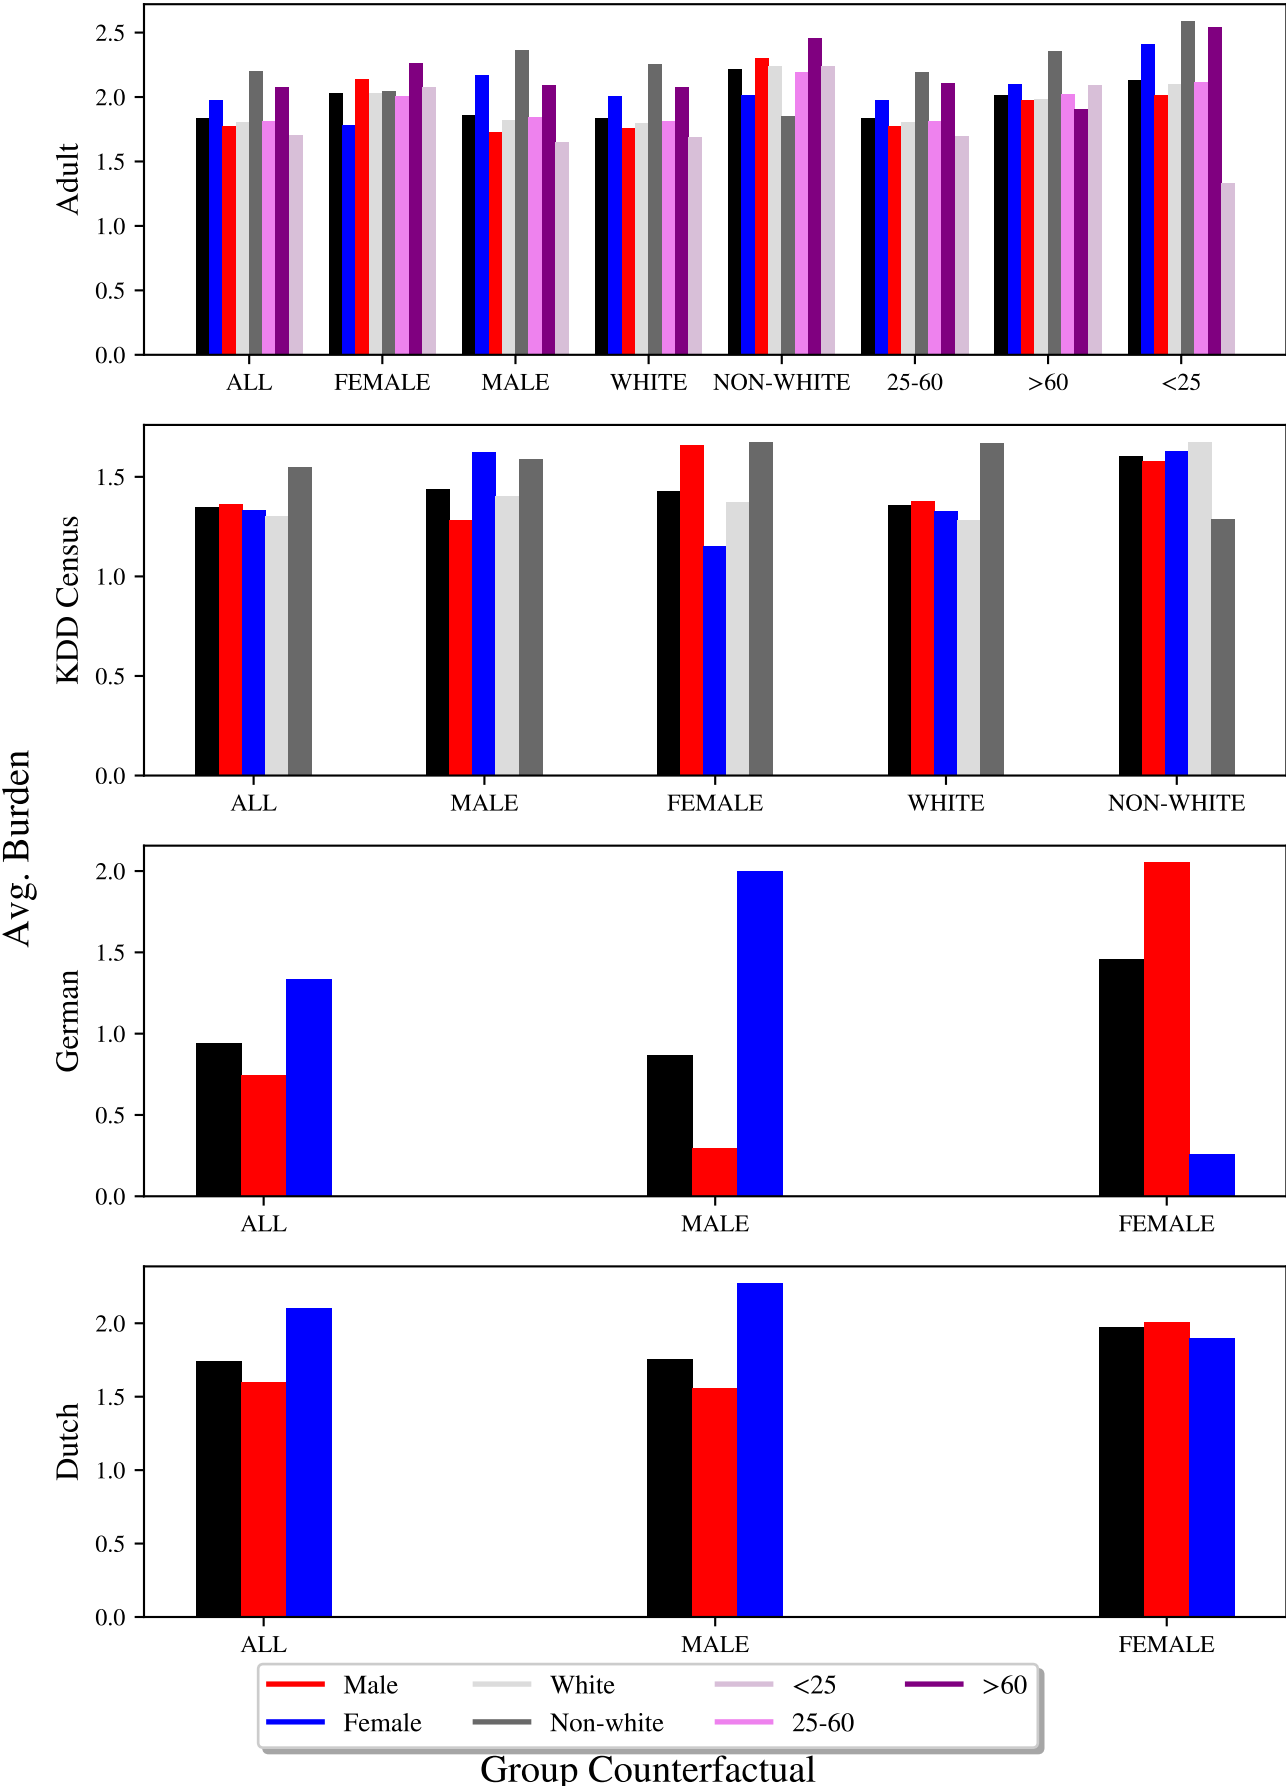 Avg. Burden
Adult
2.5
2.0
1.5
1.0
0.5
0.0
ALL FEMALE MALE WHITE NON-WHITE 25-60 >60 <25
KDD Census
1.5
1.0
0.5
0.0
ALL MALE FEMALE WHITE NON-WHITE
German
2.0
1.5
1.0
0.5
0.0
ALL MALE FEMALE
Dutch
2.0
1.5
1.0
0.5
0.0
ALL MALE FEMALE
Male White <25 >60
Female Non-white 25-60
Group Counterfactual